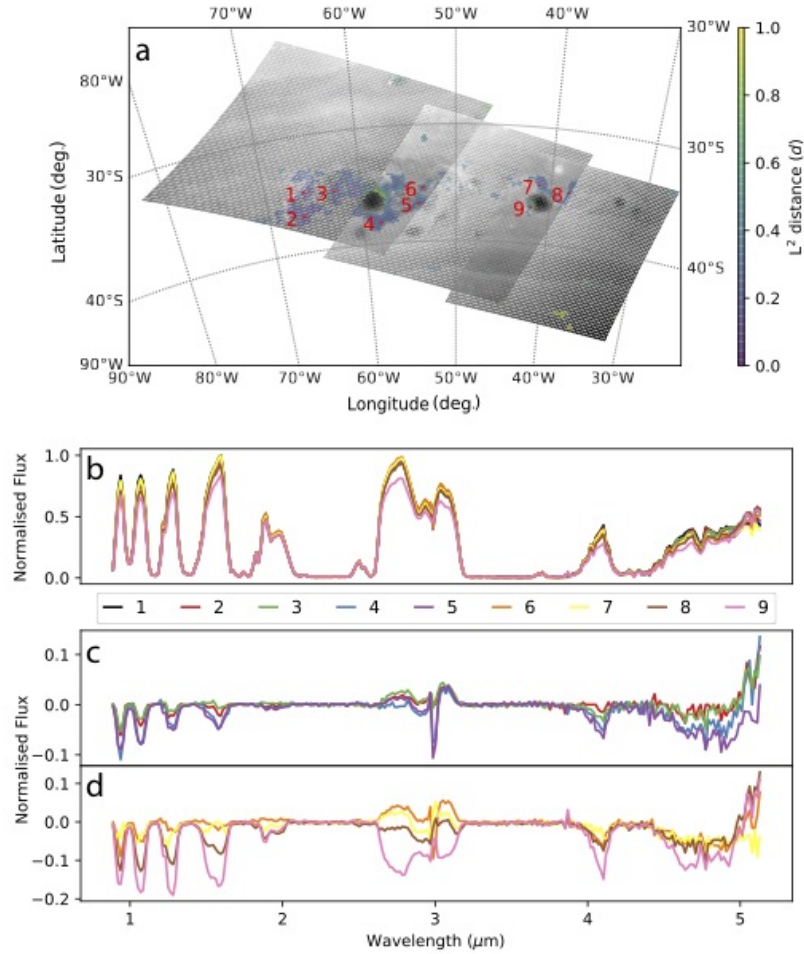 70°W 60°W 50°W 40°W
a
30°W
1.0
80°W
0.8
30°S
30°S
0.6
1 3 6 7 8
2 4 5 9
0.4
40°S
0.2
40°S
90°W
0.0
90°W 80°W 70°W 60°W 50°W 40°W 30°W
Latitude (deg.)
Longitude (deg.)
L² distance (d)
b
1.0
0.5
0.0
Normalised Flux
1 2 3 4 5 6 7 8 9
c
0.1
0.0
−0.1
Normalised Flux
d
0.1
0.0
−0.1
−0.2
Normalised Flux
1 2 3 4 5
Wavelength (μm)